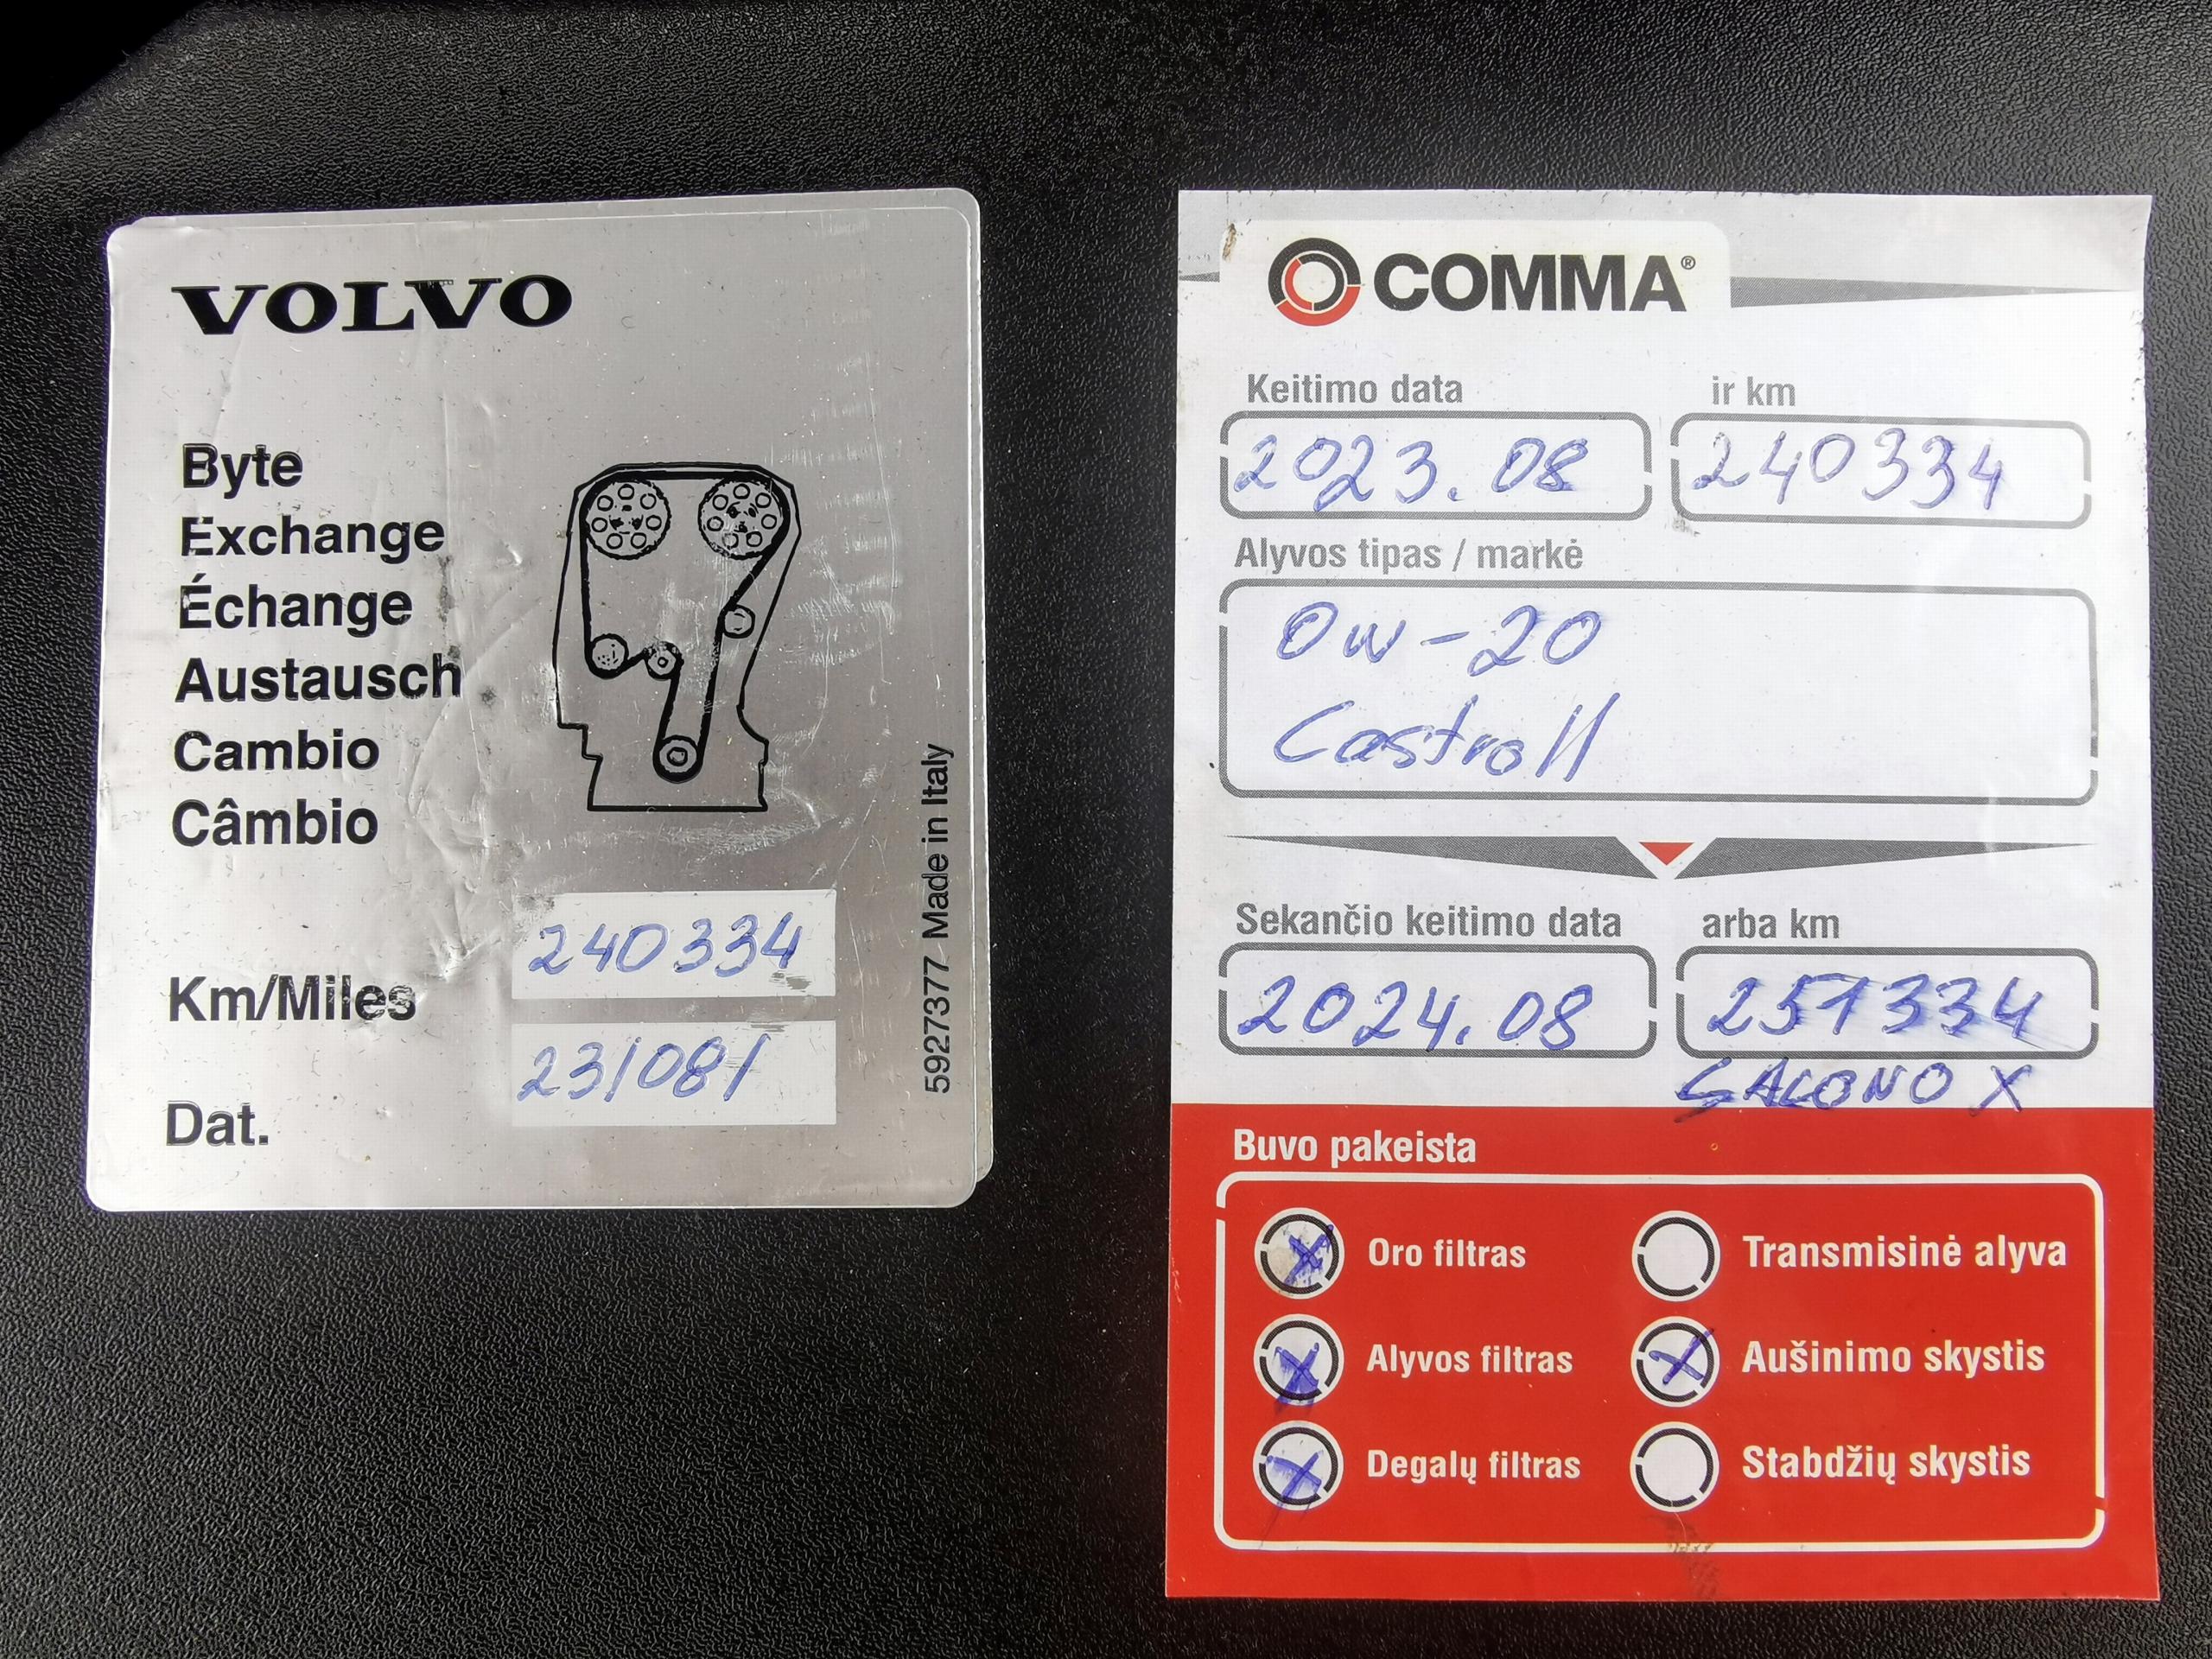 VOLVO
Byte
Exchange
Échange
Austausch
Cambio
Câmbio
Km/Miles
240334
Dat.
23/08/
5927377 Made in Italy
COMMA®
Keitimo data
ir km
2023.08
240334
Alyvos tipas / markė
0w-20
Castroll
Sekančio keitimo data
arba km
2024.08
257334
SALONO X
Buvo pakeista
X Oro filtras
Transmisinė alyva
X Alyvos filtras
X Aušinimo skystis
X Degalų filtras
Stabdžių skystis